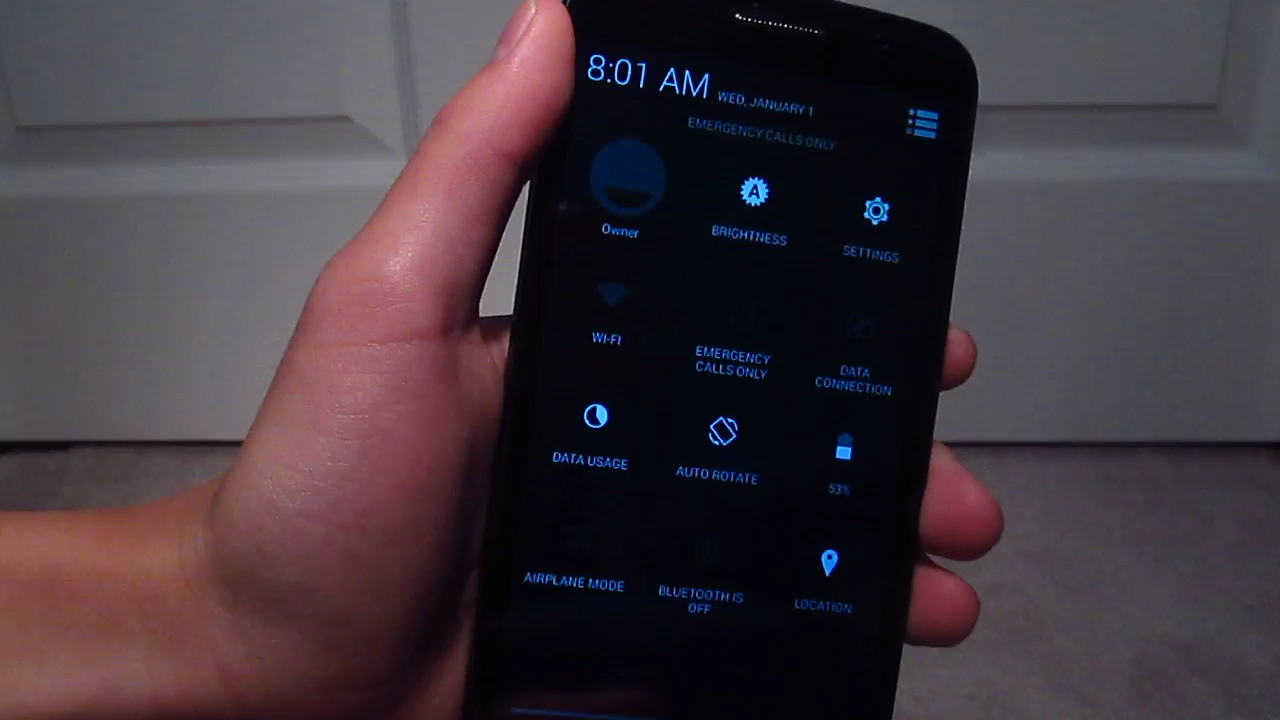 8:01 AM WED, JANUARY 1
EMERGENCY CALLS ONLY
Owner
A
BRIGHTNESS
SETTINGS
WI-FI
EMERGENCY
CALLS ONLY
DATA
CONNECTION
DATA USAGE
AUTO ROTATE
53%
AIRPLANE MODE
BLUETOOTH IS
OFF
LOCATION